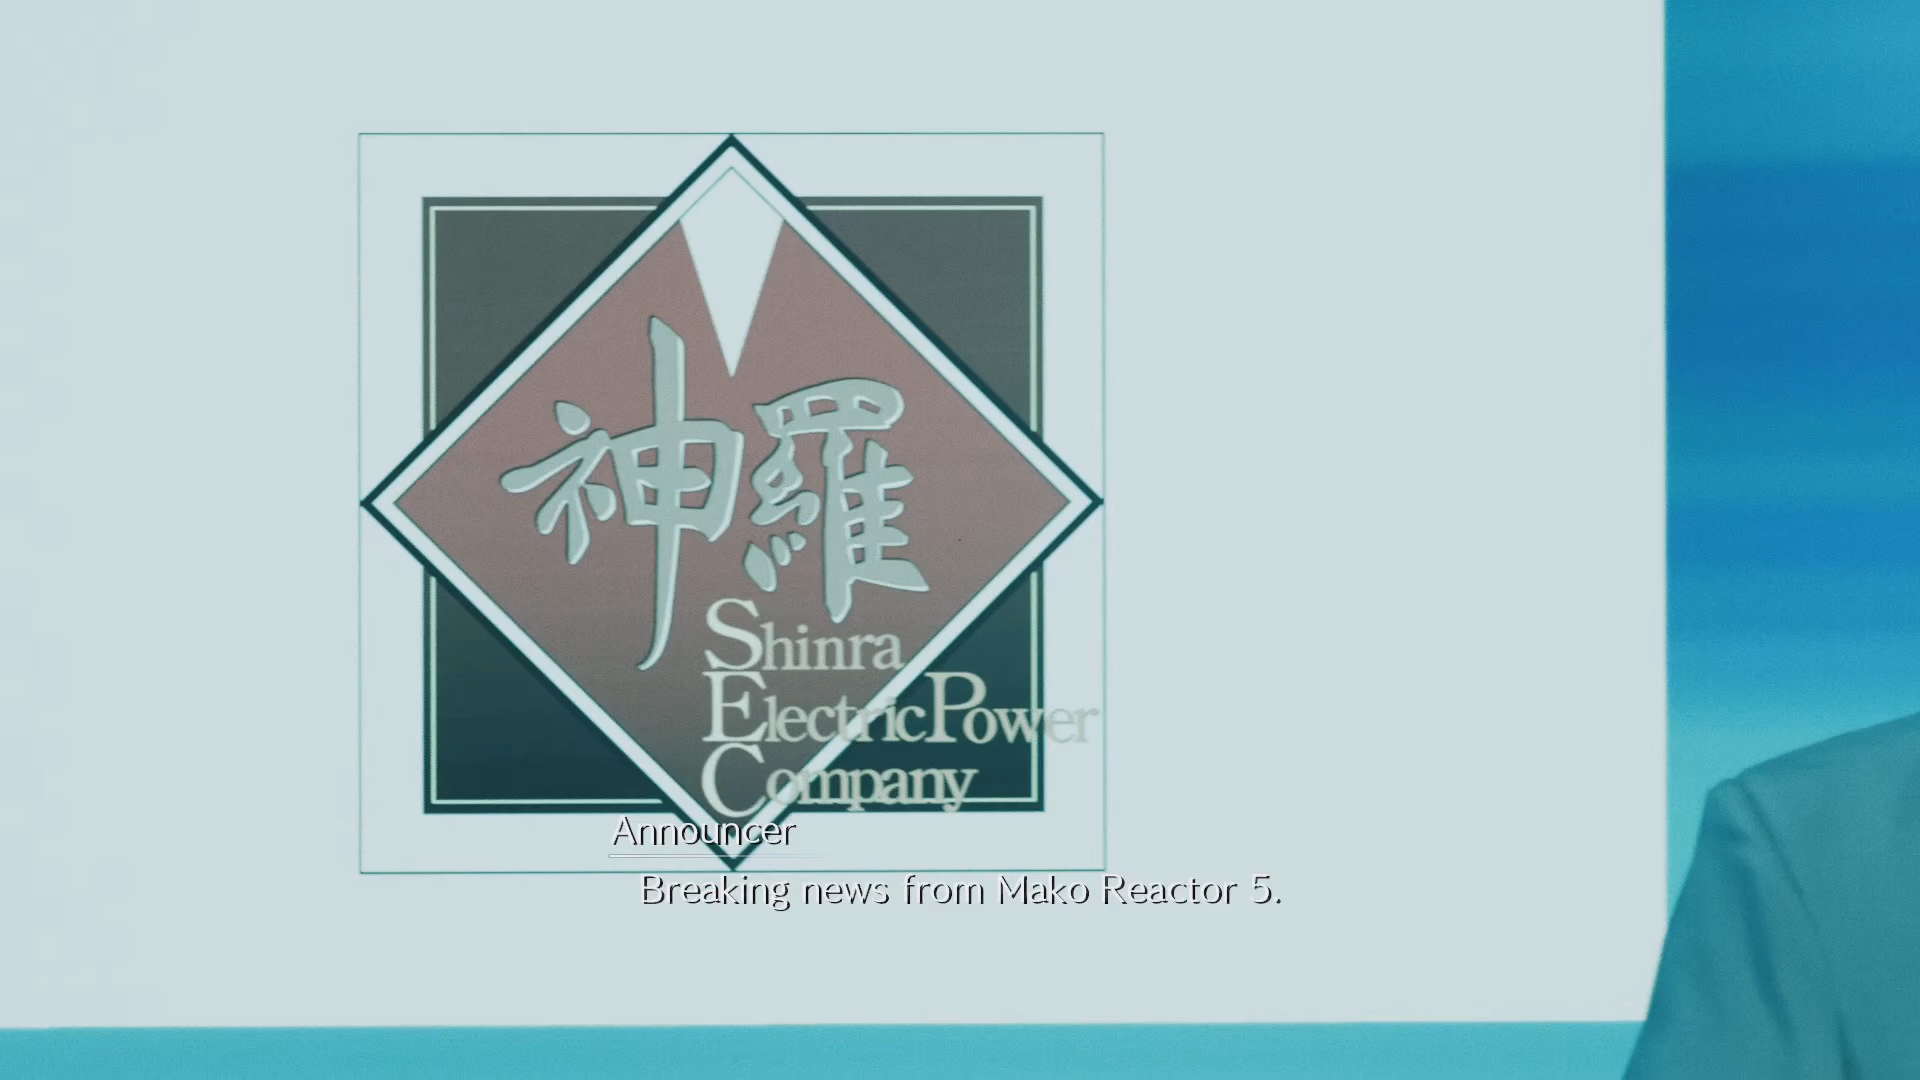 神羅
Shinra
Electric Power
Company
Announcer
Breaking news from Mako Reactor 5.